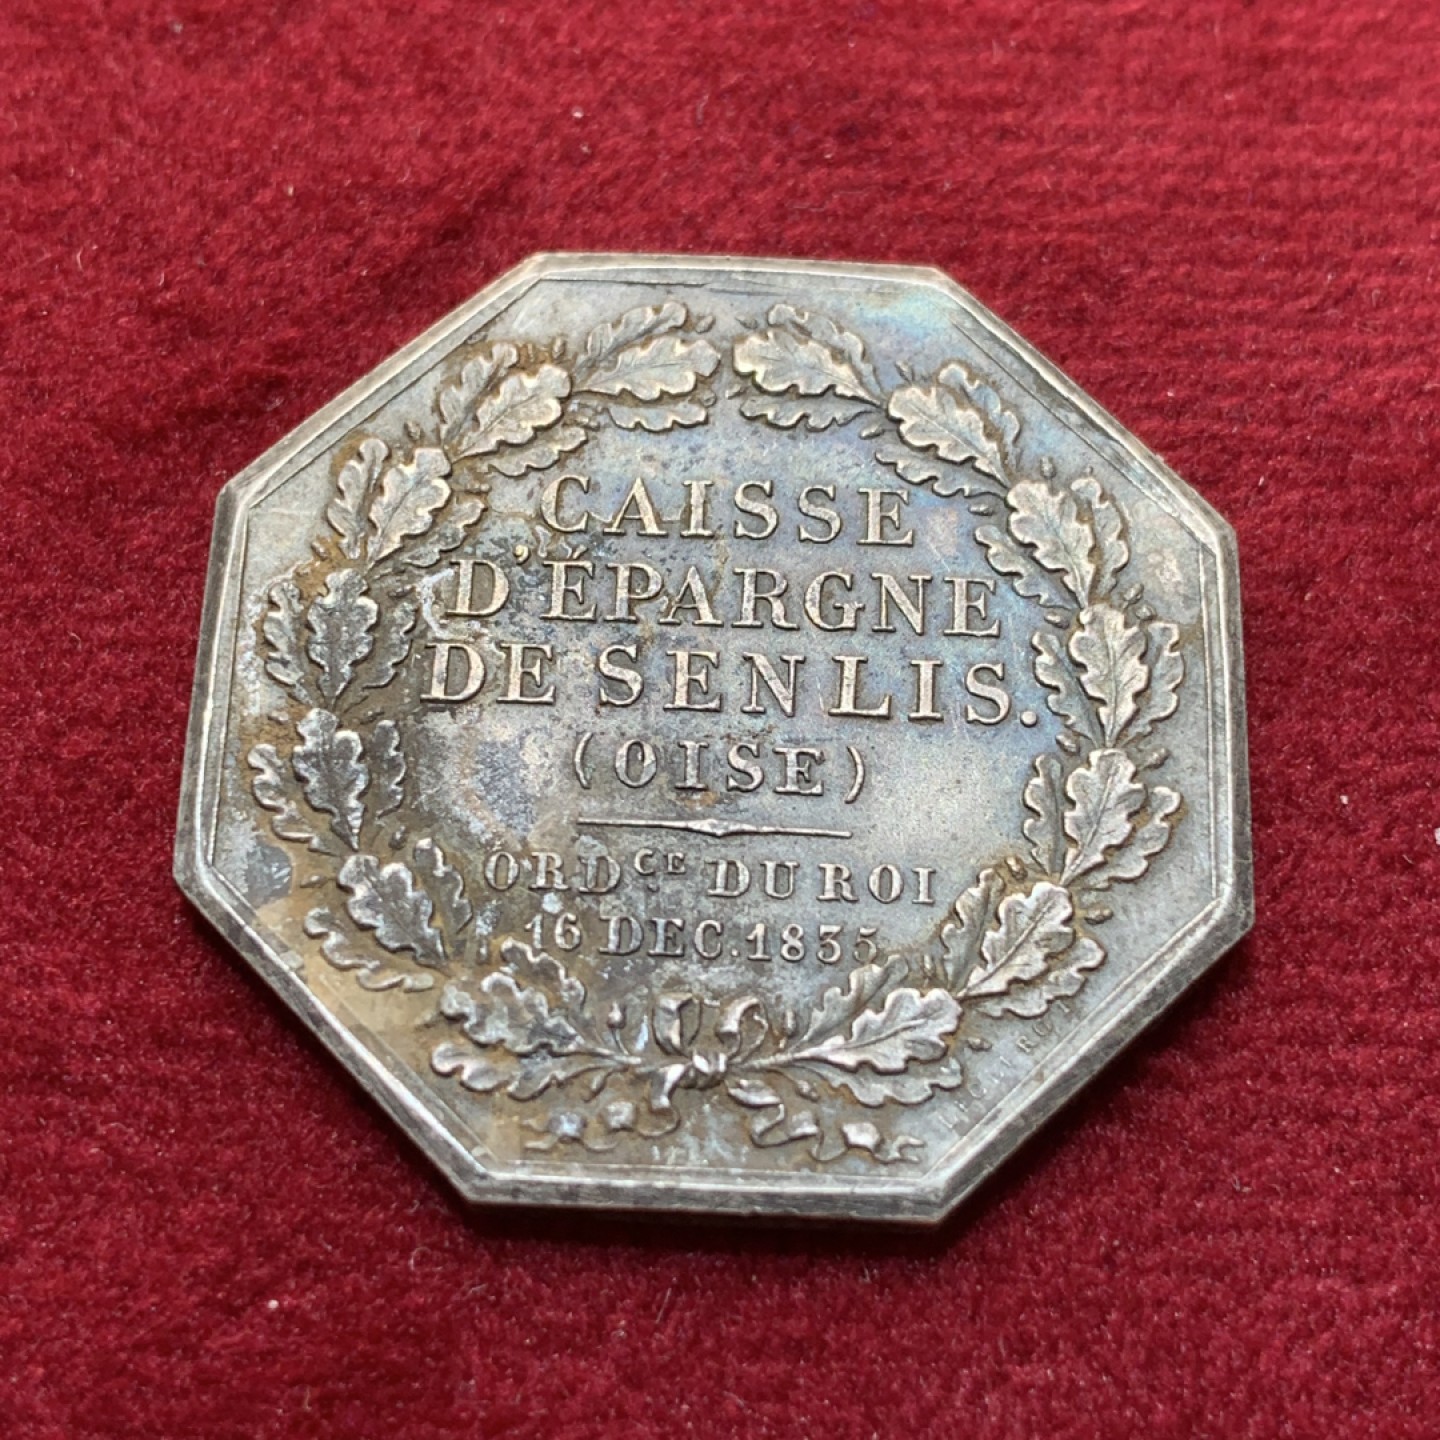 CAISSE
D'ÉPARGNE
DE SENLIS.
(OISE)
ORDCE DU ROI
16 DEC. 1835